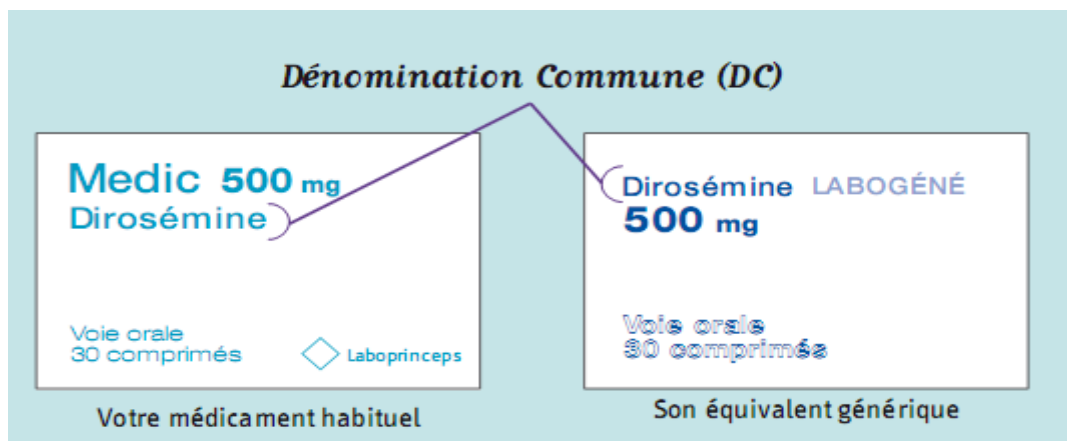 Dénomination Commune (DC)
Medic 500 mg
Dirosémine
Voie orale
30 comprimés
Laboprinceps
Votre médicament habituel
Dirosémine LABOGÉNÉ
500 mg
Voie orale
30 comprimés
Son équivalent générique